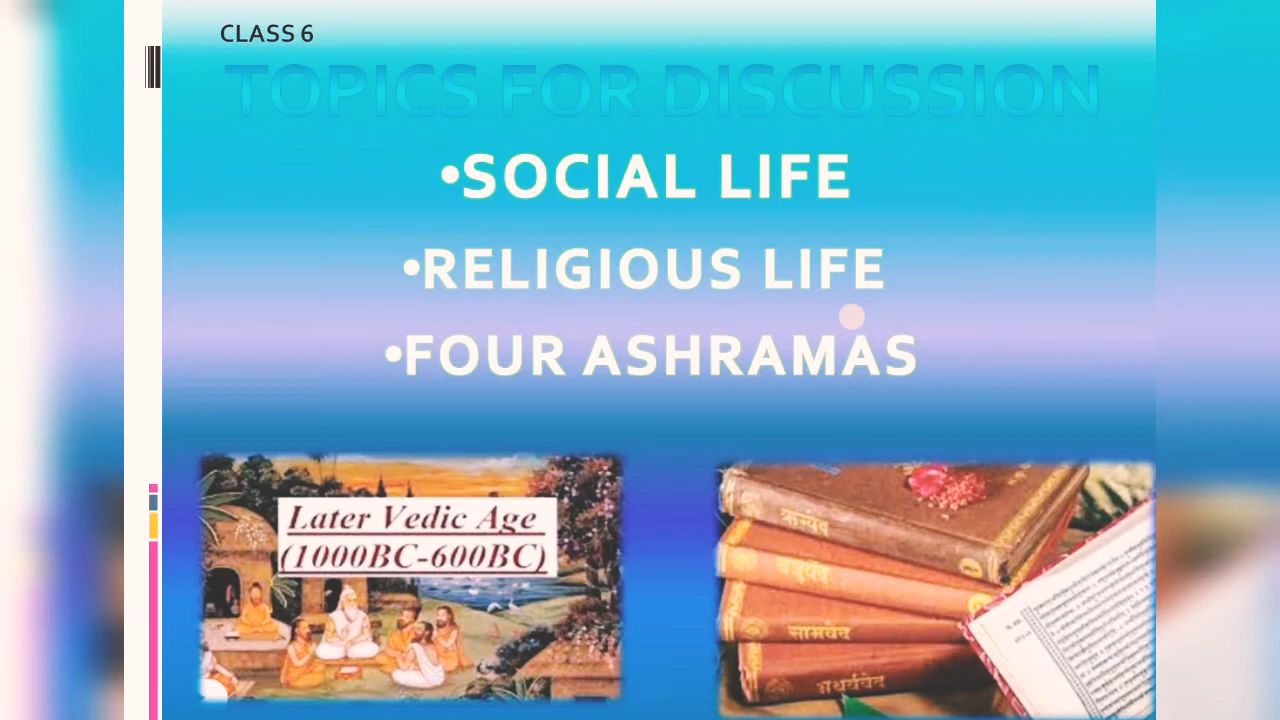 CLASS 6
TOPICS FOR DISCUSSION
•SOCIAL LIFE
•RELIGIOUS LIFE
•FOUR ASHRAMAS
Later Vedic Age
(1000BC-600BC)
ऋग्वेद
यजुर्वेद
सामवेद
अथर्ववेद